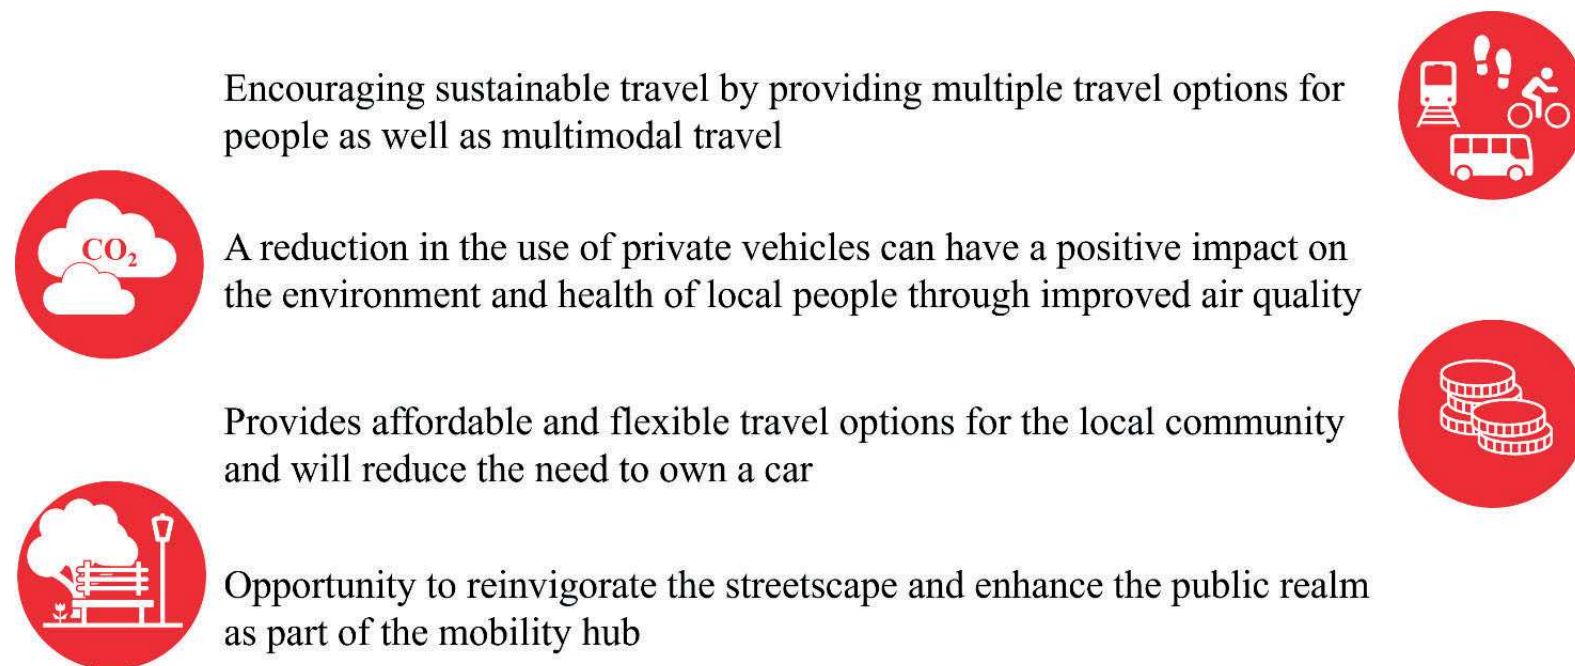 Encouraging sustainable travel by providing multiple travel options for
people as well as multimodal travel
CO₂
A reduction in the use of private vehicles can have a positive impact on
the environment and health of local people through improved air quality
Provides affordable and flexible travel options for the local community
and will reduce the need to own a car
Opportunity to reinvigorate the streetscape and enhance the public realm
as part of the mobility hub